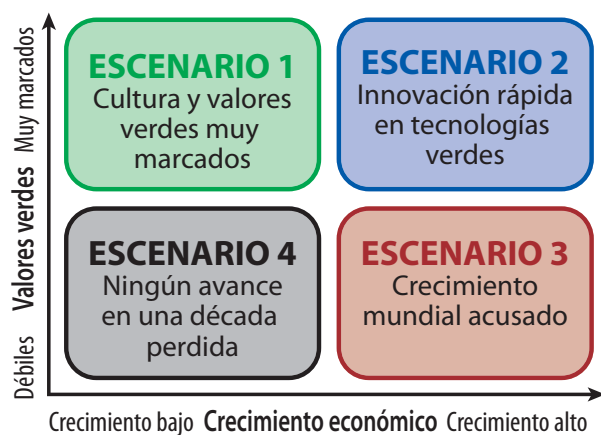 Débiles Valores verdes Muy marcados
ESCENARIO 1
Cultura y valores
verdes muy
marcados
ESCENARIO 2
Innovación rápida
en tecnologías
verdes
ESCENARIO 4
Ningún avance
en una década
perdida
ESCENARIO 3
Crecimiento
mundial acusado
Crecimiento bajo Crecimiento económico Crecimiento alto